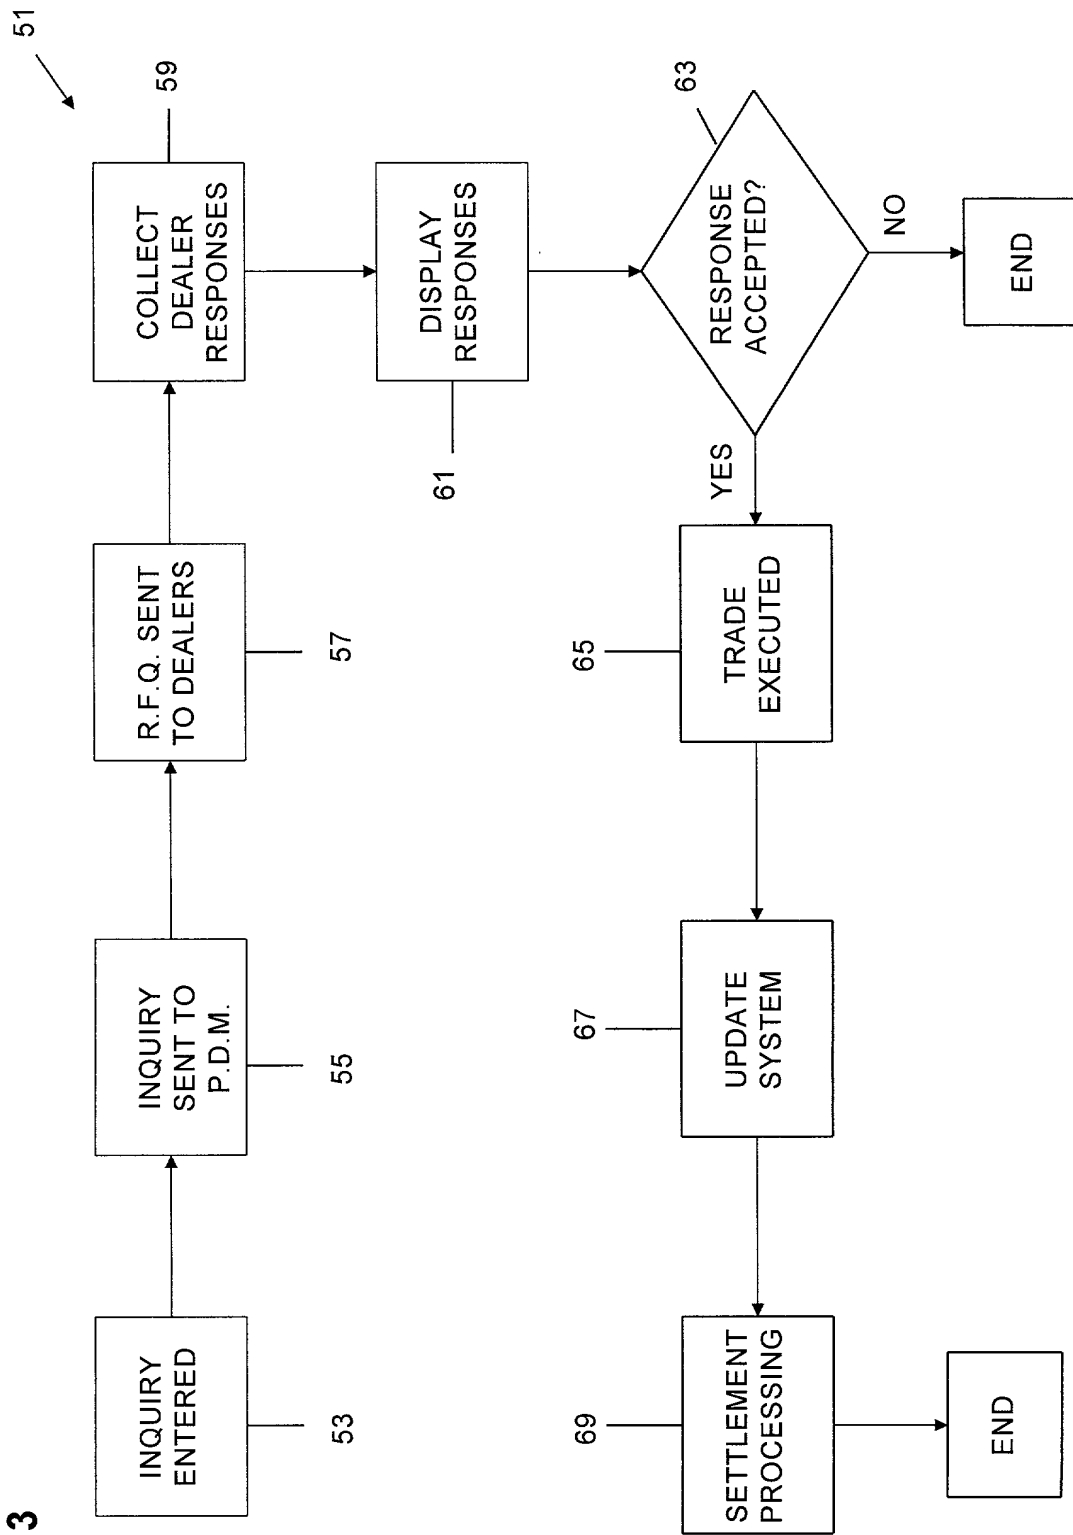 3
51
INQUIRY
ENTERED
53
INQUIRY
SENT TO
P.D.M.
55
R.F.Q. SENT
TO DEALERS
57
COLLECT
DEALER
RESPONSES
59
DISPLAY
RESPONSES
61
RESPONSE
ACCEPTED?
63
NO
END
YES
TRADE
EXECUTED
65
UPDATE
SYSTEM
67
SETTLEMENT
PROCESSING
69
END